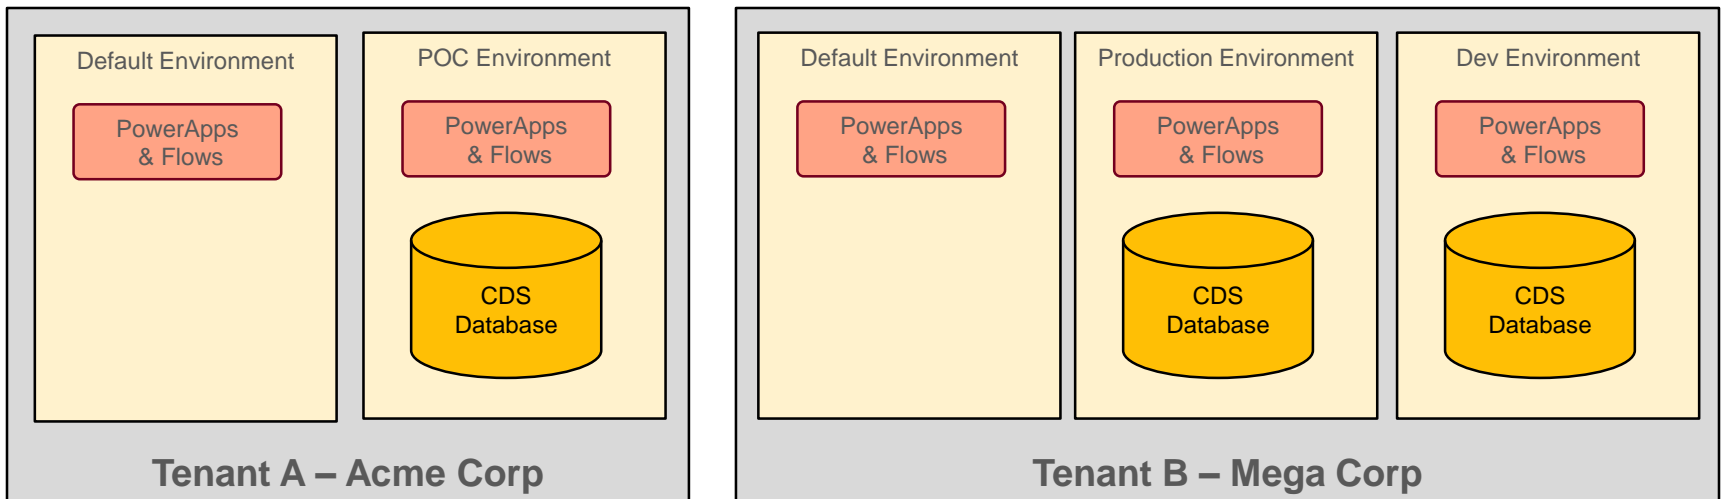 Default Environment
PowerApps
& Flows
POC Environment
PowerApps
& Flows
CDS
Database
Tenant A – Acme Corp
Default Environment
PowerApps
& Flows
Production Environment
PowerApps
& Flows
CDS
Database
Dev Environment
PowerApps
& Flows
CDS
Database
Tenant B – Mega Corp